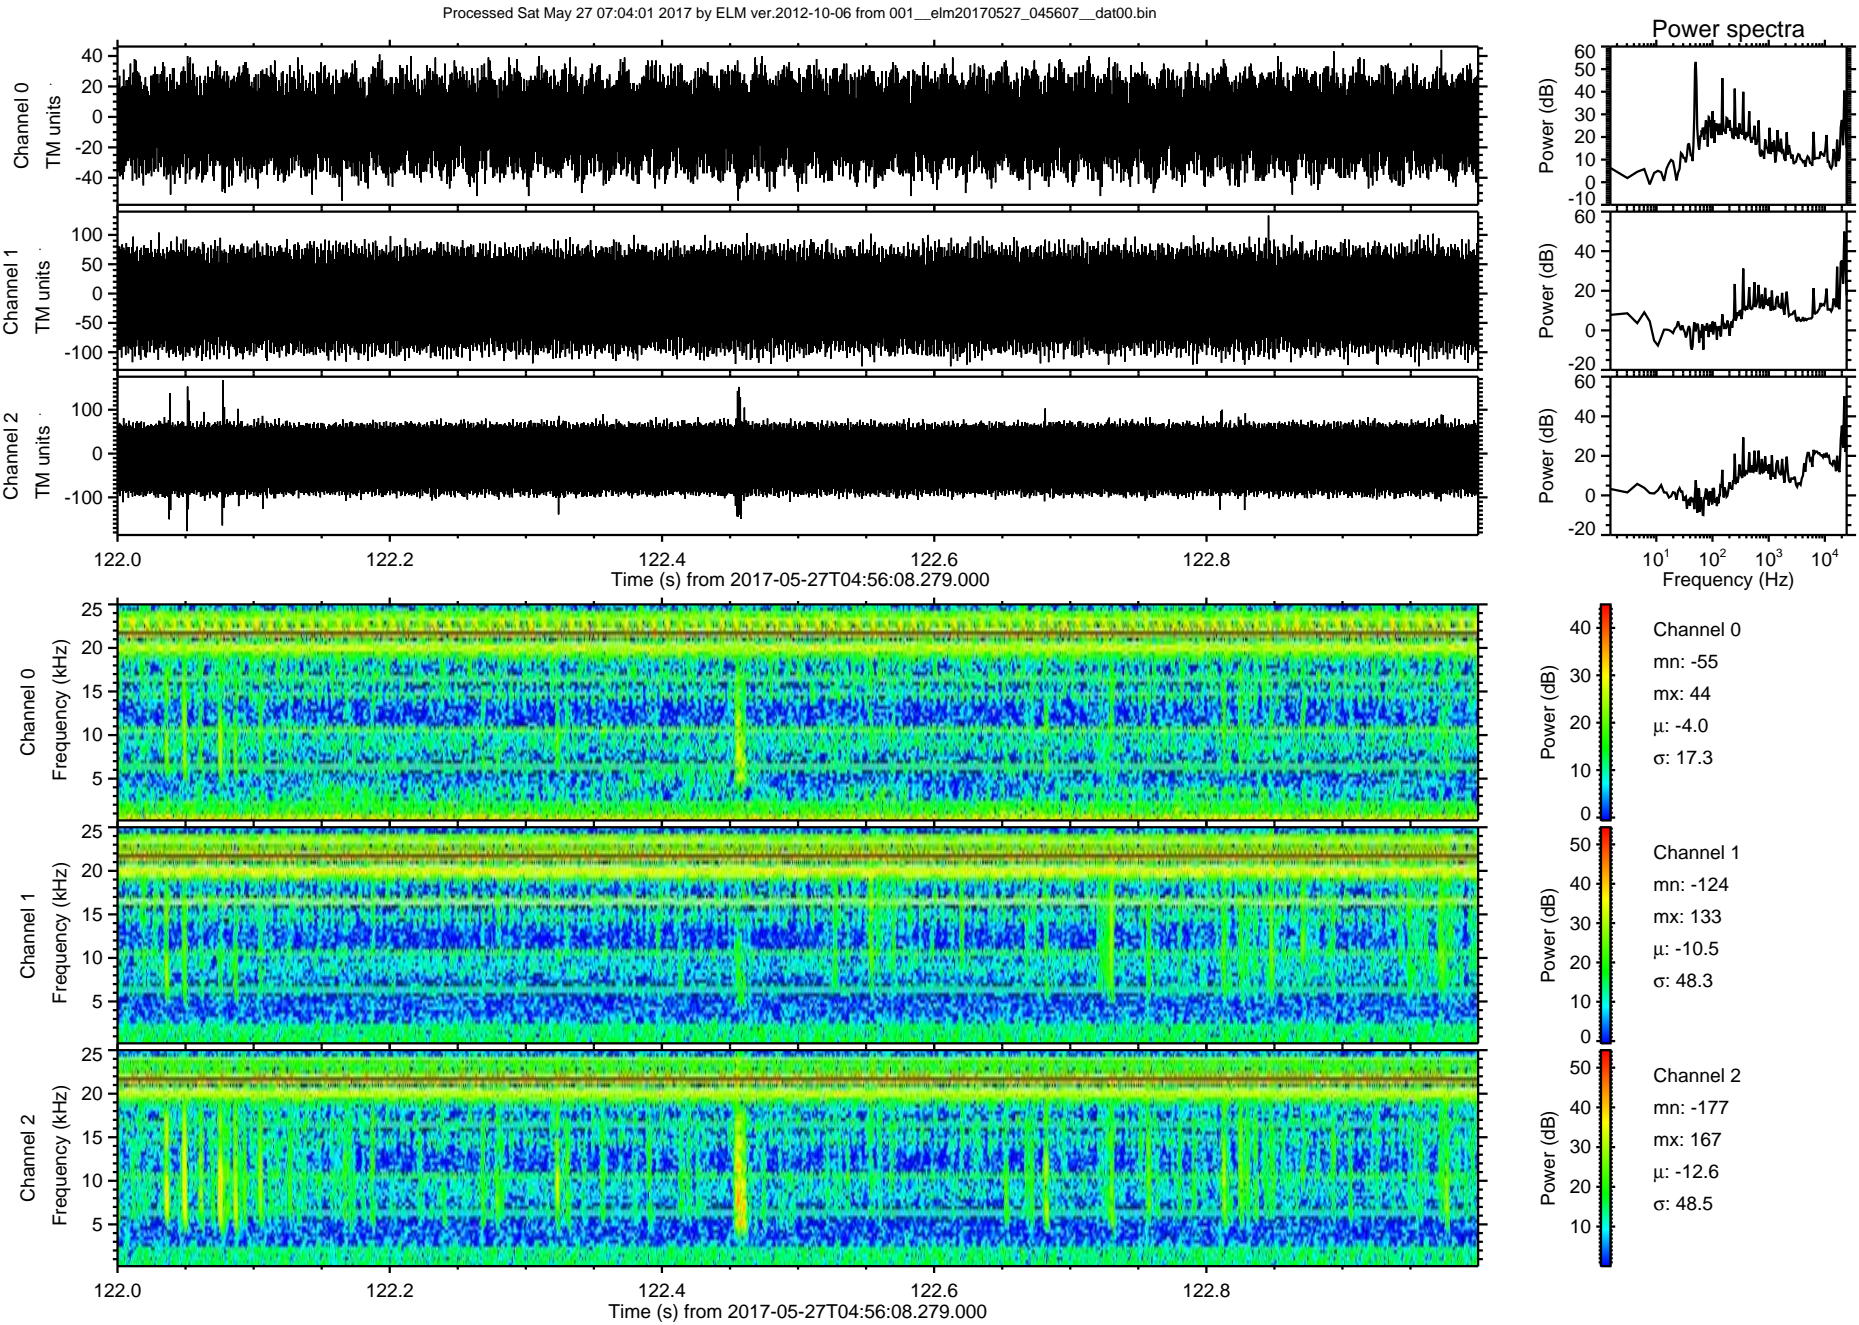 Processed Sat May 27 07:04:01 2017 by ELM ver.2012-10-06 from 001__elm20170527_045607__dat00.bin
Power spectra
Channel 0
TM units
40
20
0
-20
-40
Power (dB)
60
50
40
30
20
10
0
-10
Channel 1
TM units
100
50
0
-50
-100
Power (dB)
60
40
20
0
-20
Channel 2
TM units
100
0
-100
Power (dB)
60
40
20
0
-20
122.0 122.2 122.4 122.6 122.8
Time (s) from 2017-05-27T04:56:08.279.000
10^1 10^2 10^3 10^4
Frequency (Hz)
Channel 0
Frequency (kHz)
25
20
15
10
5
Power (dB)
40
30
20
10
0
Channel 0
mn: -55
mx: 44
μ: -4.0
σ: 17.3
Channel 1
Frequency (kHz)
25
20
15
10
5
Power (dB)
50
40
30
20
10
0
Channel 1
mn: -124
mx: 133
μ: -10.5
σ: 48.3
Channel 2
Frequency (kHz)
25
20
15
10
5
Power (dB)
50
40
30
20
10
Channel 2
mn: -177
mx: 167
μ: -12.6
σ: 48.5
122.0 122.2 122.4 122.6 122.8
Time (s) from 2017-05-27T04:56:08.279.000